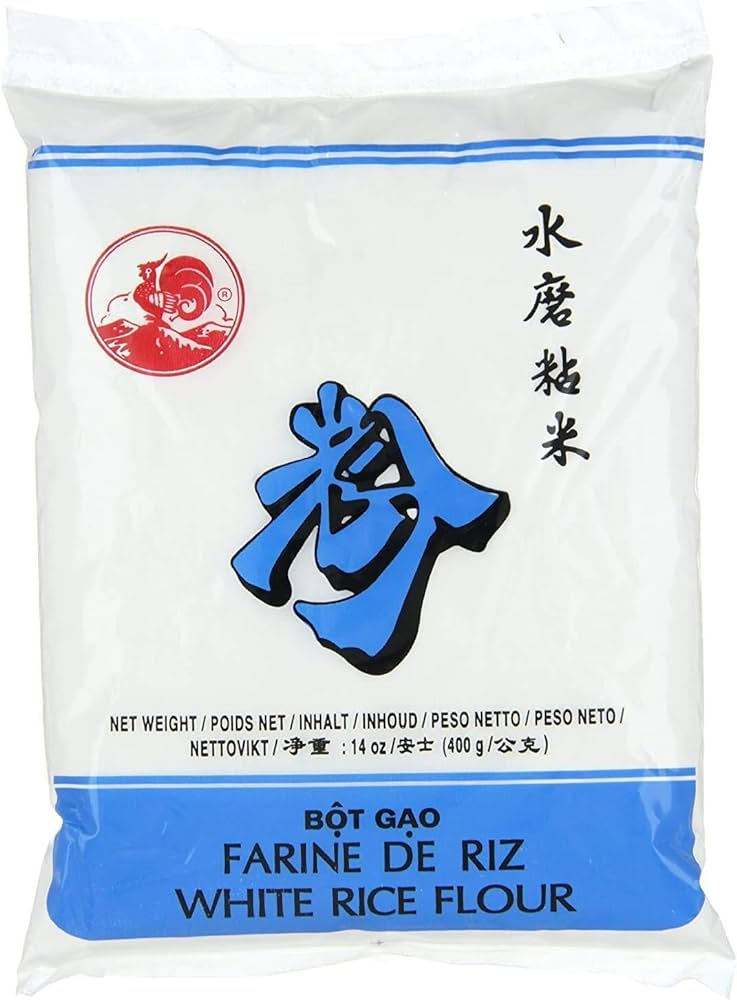 ®
水磨粘米
粉
NET WEIGHT / POIDS NET / INHALT / INHOUD / PESO NETTO / PESO NETO /
NETTOVIKT / 淨重 : 14 oz /安士 (400 g /公克)
BỘT GẠO
FARINE DE RIZ
WHITE RICE FLOUR